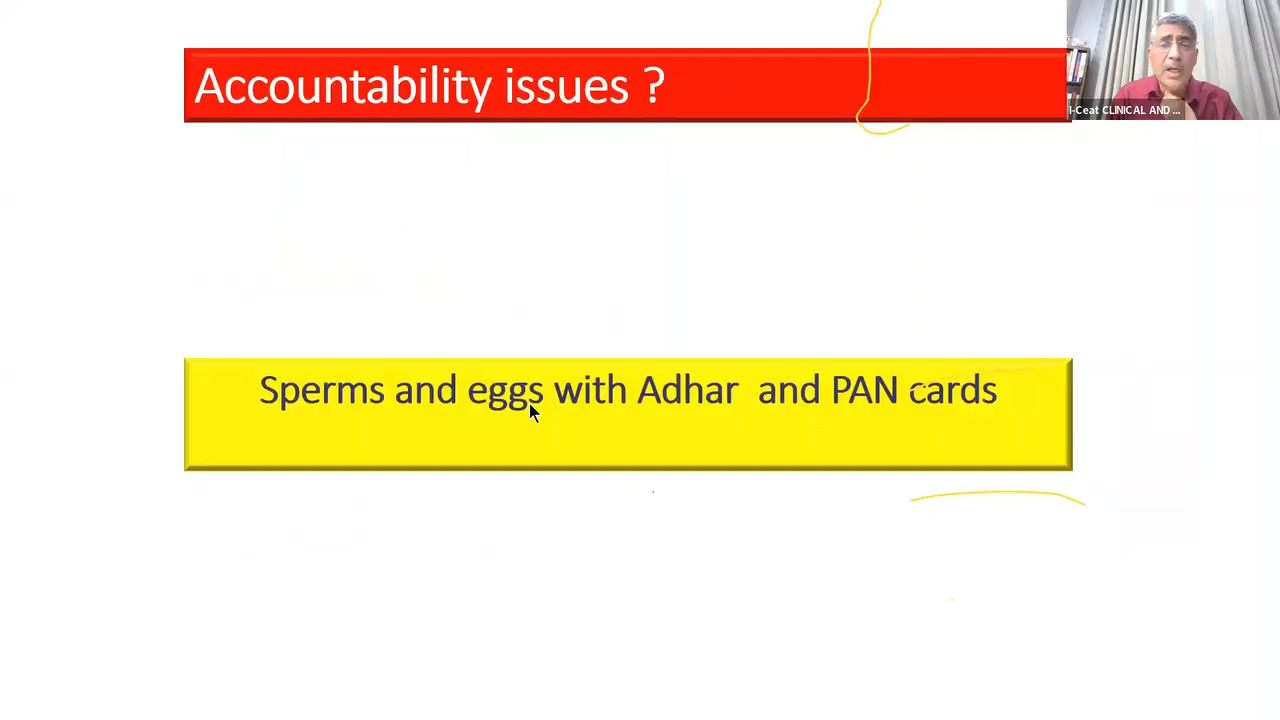 Accountability issues ?
I-Ceat CLINICAL AND ...
Sperms and eggs with Adhar and PAN cards